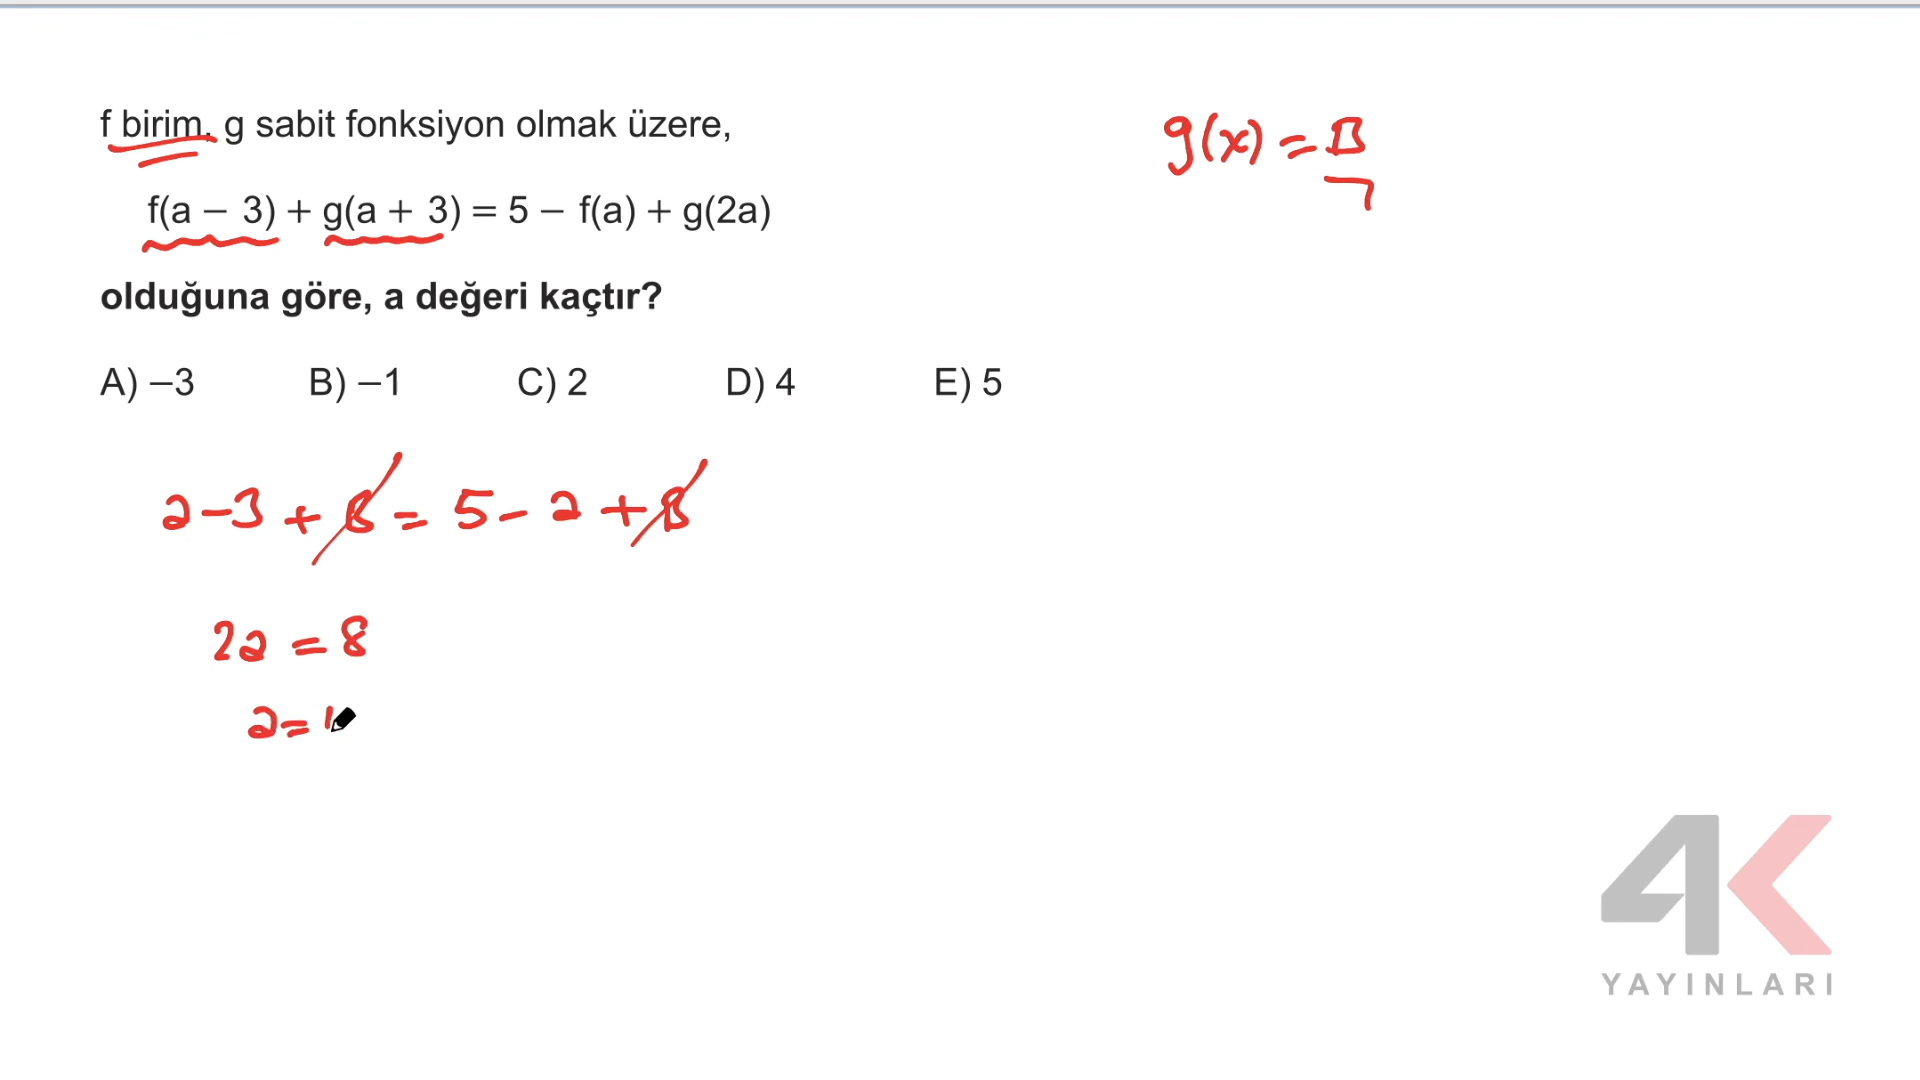 f birim, g sabit fonksiyon olmak üzere,
g(x) = B
f(a − 3) + g(a + 3) = 5 − f(a) + g(2a)
olduğuna göre, a değeri kaçtır?
A) −3 B) −1 C) 2 D) 4 E) 5
a-3 + B = 5 - a + B
2a = 8
a =
4K
YAYINLARI